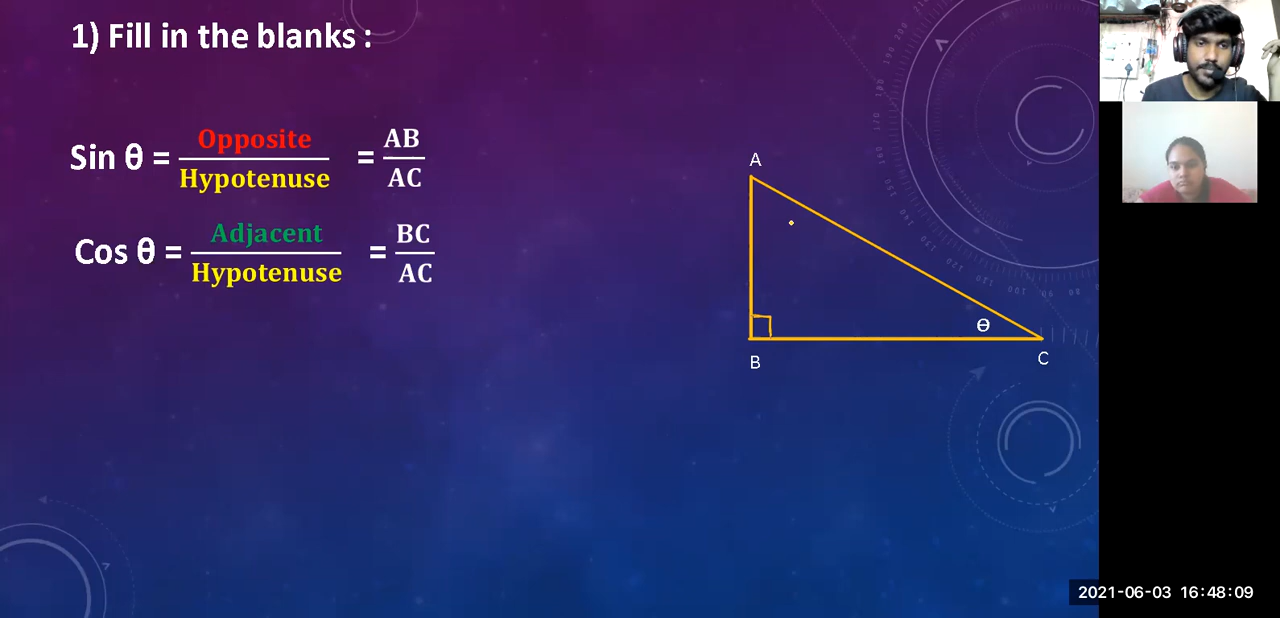 1) Fill in the blanks :
Sin θ = Opposite / Hypotenuse = AB / AC
Cos θ = Adjacent / Hypotenuse = BC / AC
A
B
C
θ
2021-06-03 16:48:09